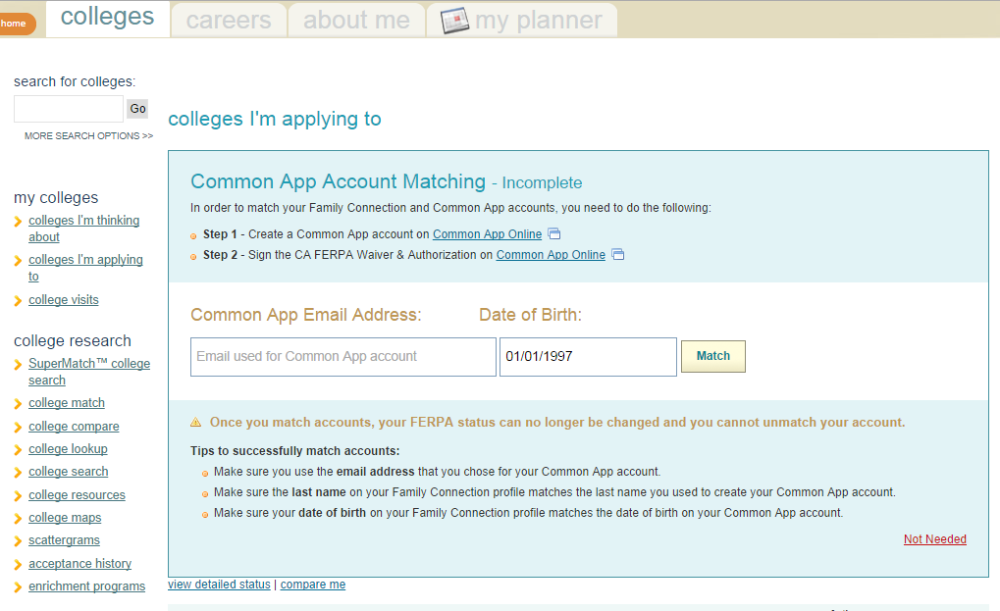 home
colleges
careers
about me
my planner
search for colleges:
Go
MORE SEARCH OPTIONS >>
my colleges
colleges I'm thinking
about
colleges I'm applying
to
college visits
college research
SuperMatch™ college
search
college match
college compare
college lookup
college search
college resources
college maps
scattergrams
acceptance history
enrichment programs
colleges I'm applying to
Common App Account Matching - Incomplete
In order to match your Family Connection and Common App accounts, you need to do the following:
Step 1 - Create a Common App account on Common App Online
Step 2 - Sign the CA FERPA Waiver & Authorization on Common App Online
Common App Email Address: Date of Birth:
Email used for Common App account 01/01/1997 Match
Once you match accounts, your FERPA status can no longer be changed and you cannot unmatch your account.
Tips to successfully match accounts:
Make sure you use the email address that you chose for your Common App account.
Make sure the last name on your Family Connection profile matches the last name you used to create your Common App account.
Make sure your date of birth on your Family Connection profile matches the date of birth on your Common App account.
Not Needed
view detailed status | compare me